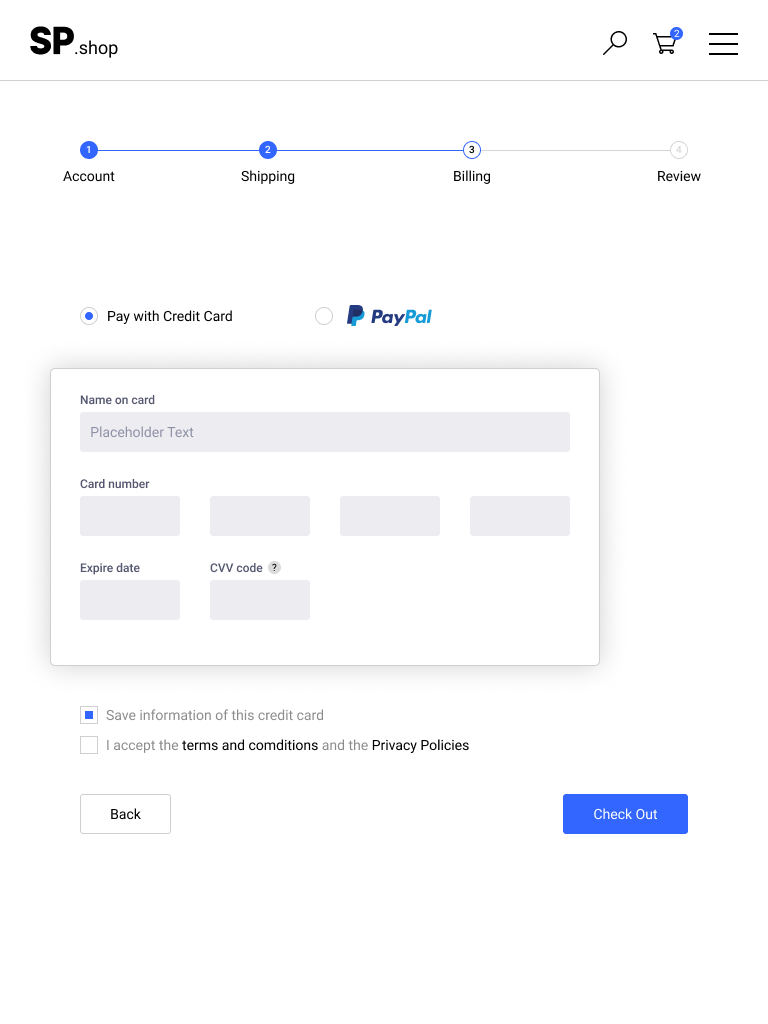 SP.shop
2
1 2 3 4
Account Shipping Billing Review
Pay with Credit Card PayPal
Name on card
Placeholder Text
Card number
Expire date CVV code ?
Save information of this credit card
I accept the terms and comditions and the Privacy Policies
Back Check Out